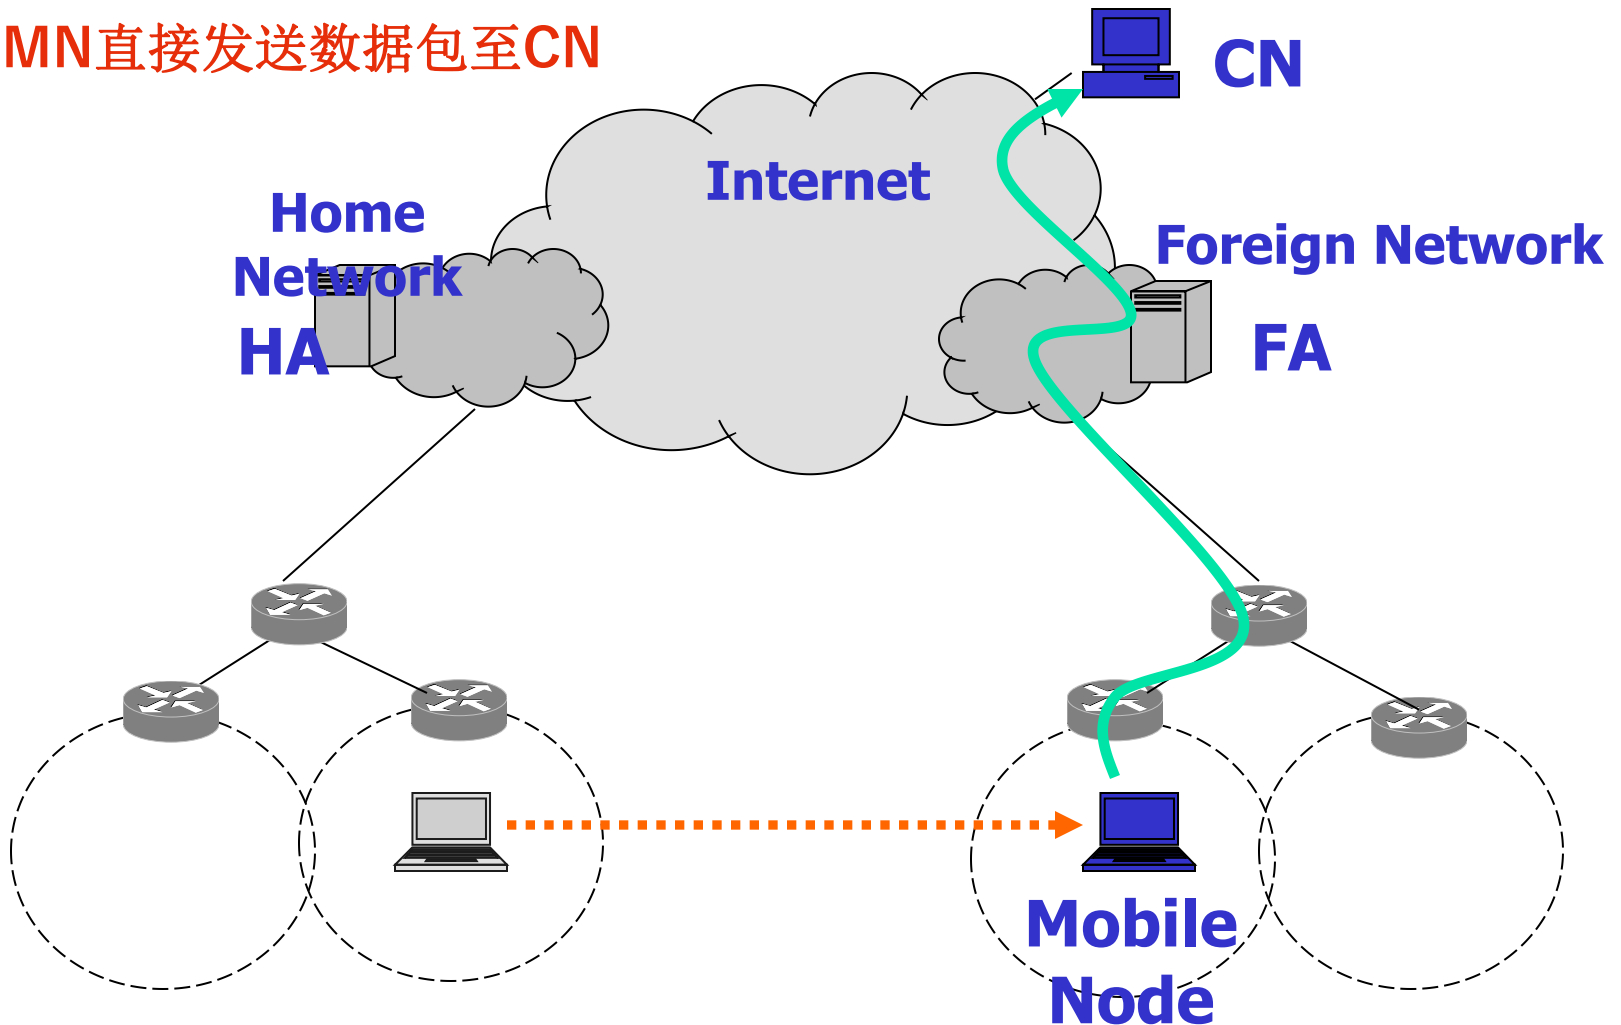 MN直接发送数据包至CN
CN
Internet
Home
Network
HA
Foreign Network
FA
Mobile
Node